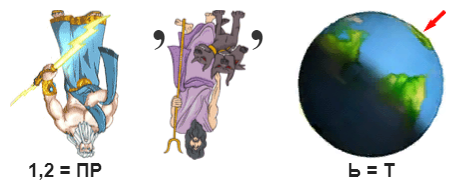 , ,
1,2 = ПР
Ь = Т